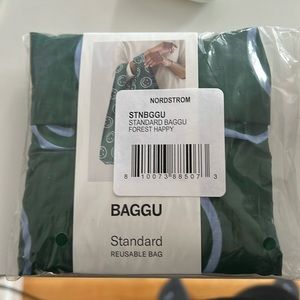 NORDSTROM
STNBGGU
STANDARD BAGGU
FOREST HAPPY
8 10073 88507 3
BAGGU
Standard
REUSABLE BAG